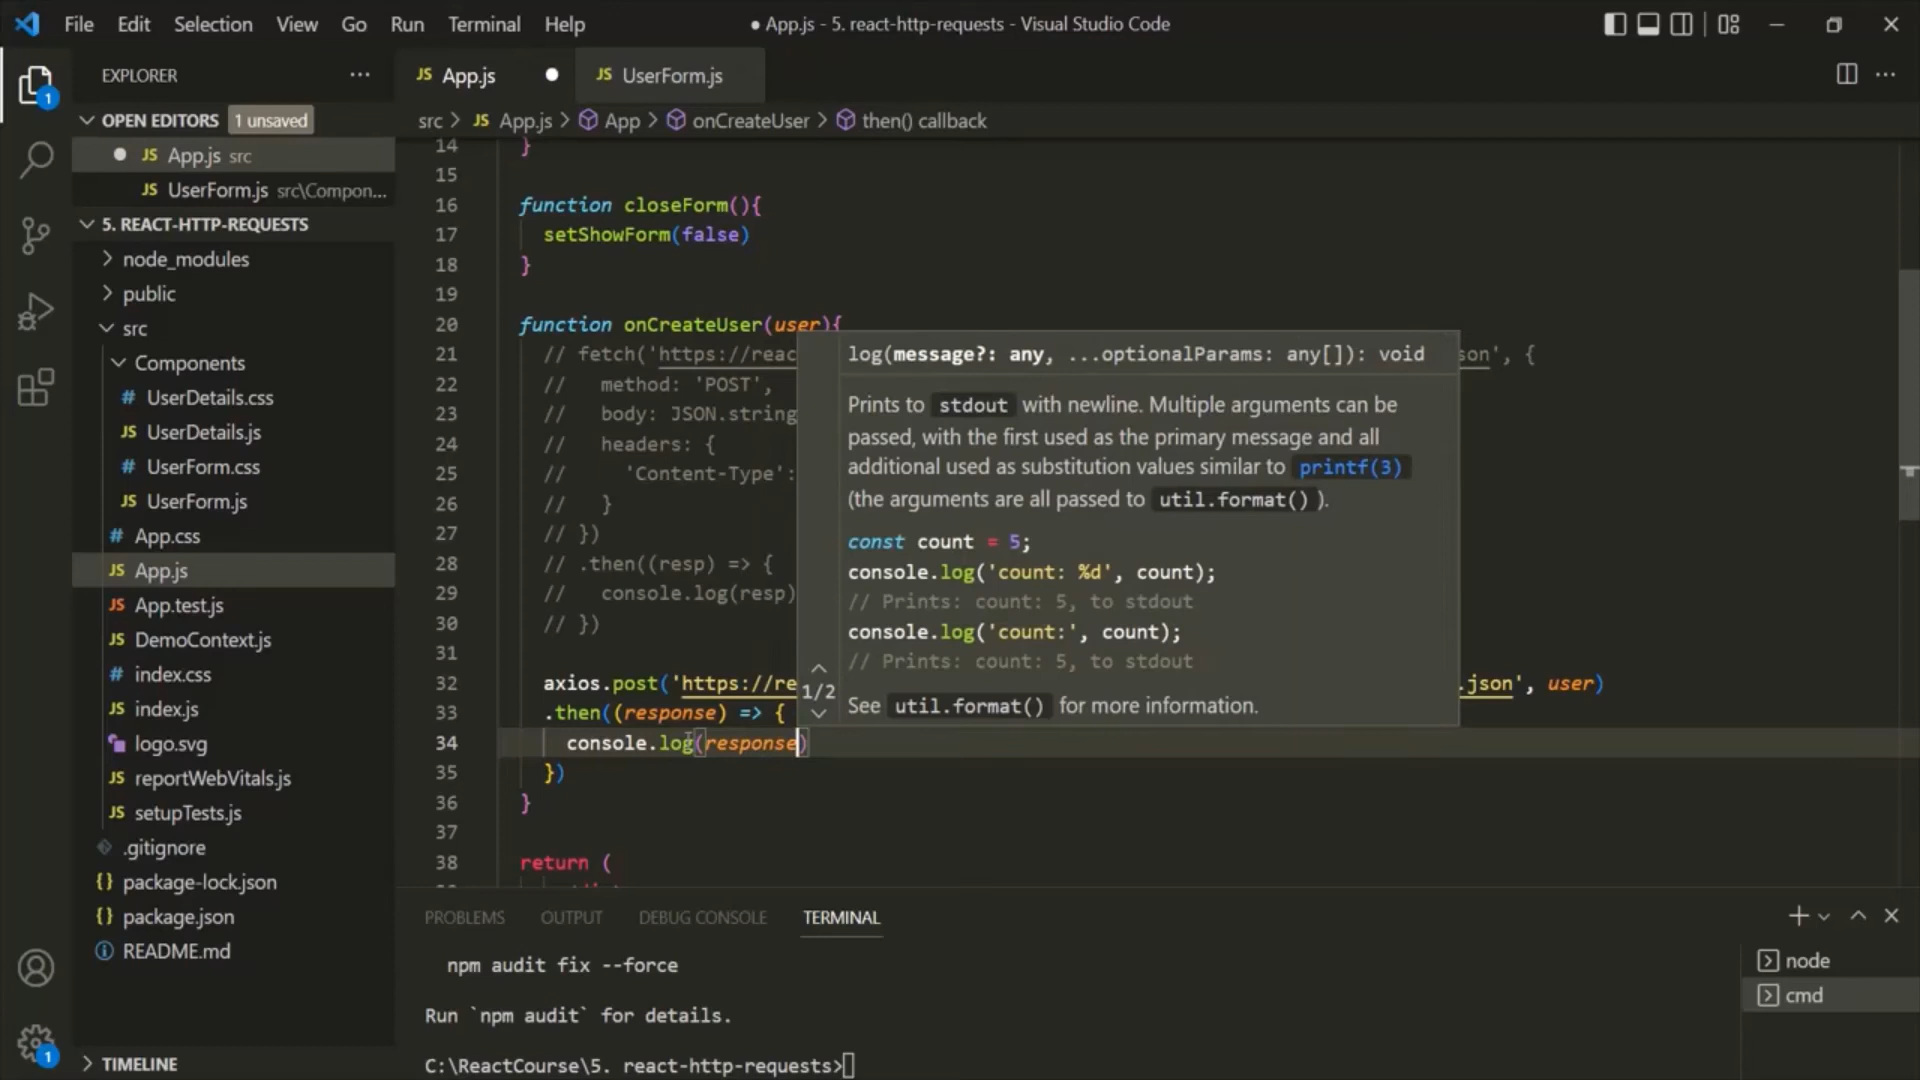 File Edit Selection View Go Run Terminal Help
● App.js - 5. react-http-requests - Visual Studio Code
EXPLORER
JS App.js
JS UserForm.js
1
OPEN EDITORS 1 unsaved
JS App.js src
JS UserForm.js src\Compon...
5. REACT-HTTP-REQUESTS
node_modules
public
src
Components
# UserDetails.css
JS UserDetails.js
# UserForm.css
JS UserForm.js
# App.css
JS App.js
JS App.test.js
JS DemoContext.js
# index.css
JS index.js
logo.svg
JS reportWebVitals.js
JS setupTests.js
.gitignore
{} package-lock.json
{} package.json
README.md
1
TIMELINE
src > JS App.js > App > onCreateUser > then() callback
14 }
15
16 function closeForm(){
17 setShowForm(false)
18 }
19
20 function onCreateUser(user){
21 // fetch('https://reac son', {
22 // method: 'POST',
23 // body: JSON.string
24 // headers: {
25 // 'Content-Type':
26 // }
27 // })
28 // .then((resp) => {
29 // console.log(resp)
30 // })
31
32 axios.post('https://re .json', user)
33 .then((response) => {
34 console.log(response)
35 })
36 }
37
38 return (
log(message?: any, ...optionalParams: any[]): void
Prints to stdout with newline. Multiple arguments can be
passed, with the first used as the primary message and all
additional used as substitution values similar to printf(3)
(the arguments are all passed to util.format() ).
const count = 5;
console.log('count: %d', count);
// Prints: count: 5, to stdout
console.log('count:', count);
// Prints: count: 5, to stdout
1/2
See util.format() for more information.
PROBLEMS OUTPUT DEBUG CONSOLE TERMINAL
npm audit fix --force
Run `npm audit` for details.
C:\ReactCourse\5. react-http-requests>
node
cmd